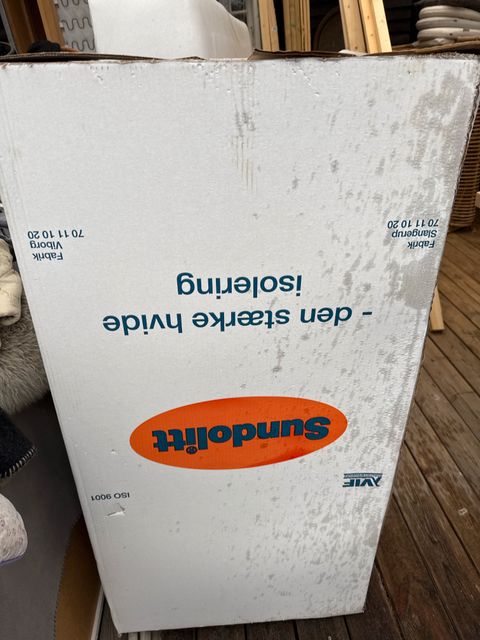 VIF
ISO 9001
Sundolitt
- den stærke hvide
isolering
Fabrik
Slangerup
70 11 10 20
Fabrik
Viborg
70 11 10 20